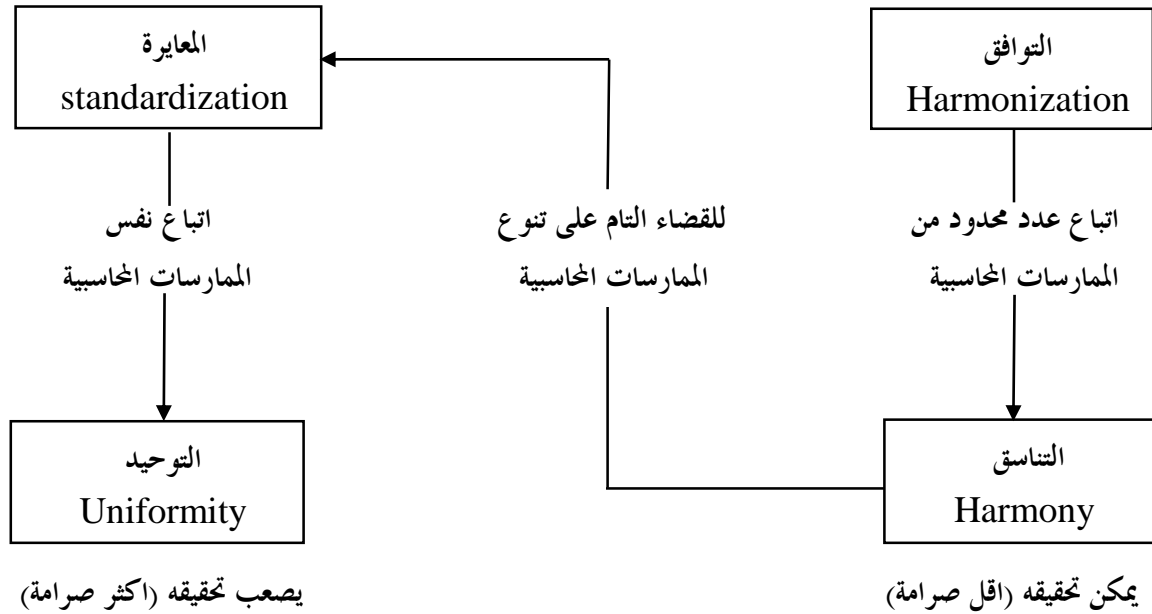 التوافق
Harmonization
المعايرة
standardization
اتباع عدد محدود من
الممارسات المحاسبية
للقضاء التام على تنوع
الممارسات المحاسبية
اتباع نفس
الممارسات المحاسبية
التناسق
Harmony
التوحيد
Uniformity
يمكن تحقيقه (اقل صرامة)
يصعب تحقيقه (اكثر صرامة)